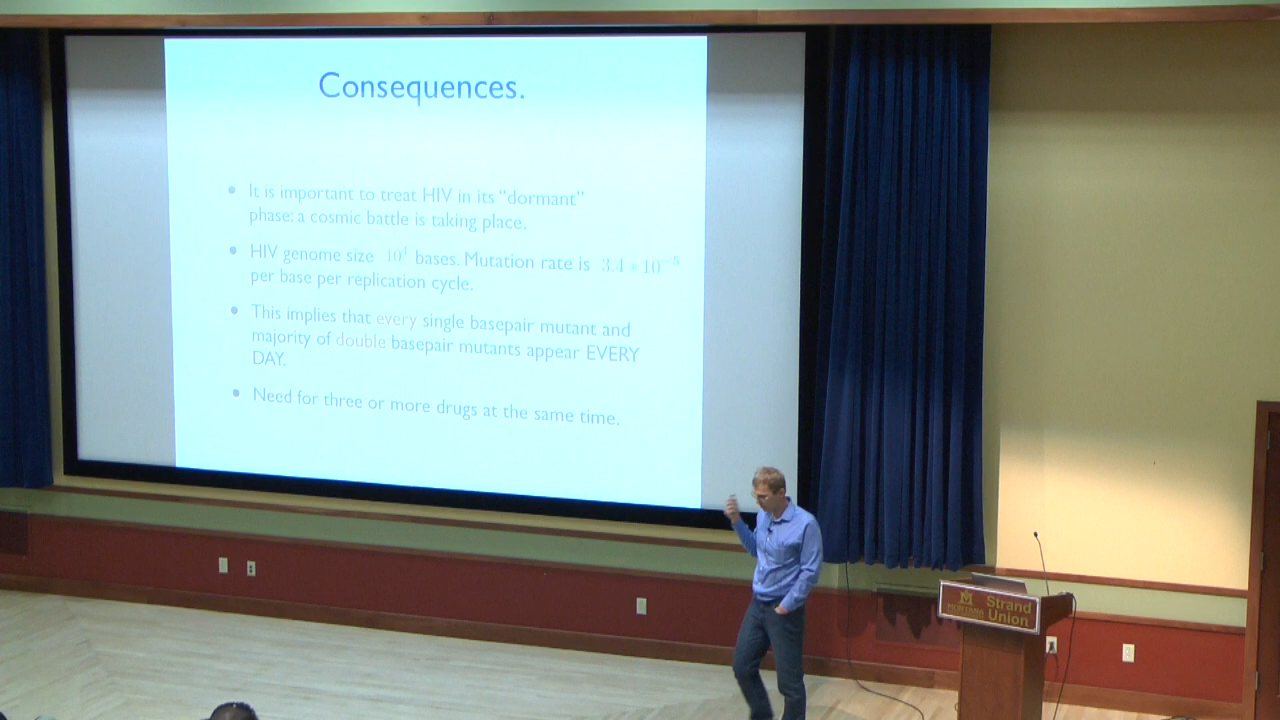 Consequences.
It is important to treat HIV in its “dormant”
phase: a cosmic battle is taking place.
HIV genome size 10⁴ bases. Mutation rate is 3.4 * 10⁻⁵
per base per replication cycle.
This implies that every single basepair mutant and
majority of double basepair mutants appear EVERY
DAY.
Need for three or more drugs at the same time.
M
MONTANA
Strand
Union